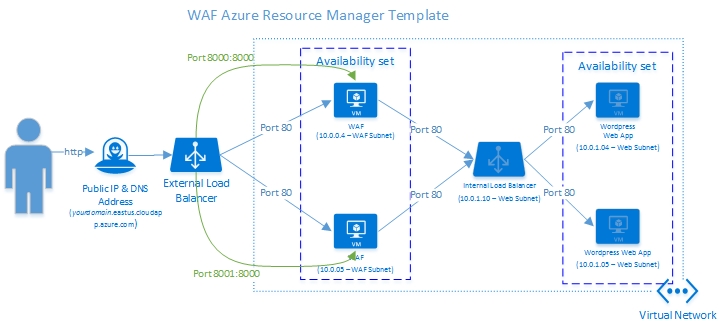 WAF Azure Resource Manager Template
Port 8000:8000
Availability set
Availability set
VM
WAF
(10.0.0.4 – WAF Subnet)
VM
Wordpress
Web App
(10.0.1.04 – Web Subnet)
Port 80
Port 80
Port 80
http
Public IP & DNS
Address
(yourdomain.eastus.cloudap
p.azure.com)
External Load
Balancer
Internal Load Balancer
(10.0.1.10 – Web Subnet)
Port 80
Port 80
Port 80
VM
WAF
(10.0.05 – WAF Subnet)
VM
Wordpress Web App
(10.0.1.05 – Web Subnet)
Port 8001:8000
Virtual Network